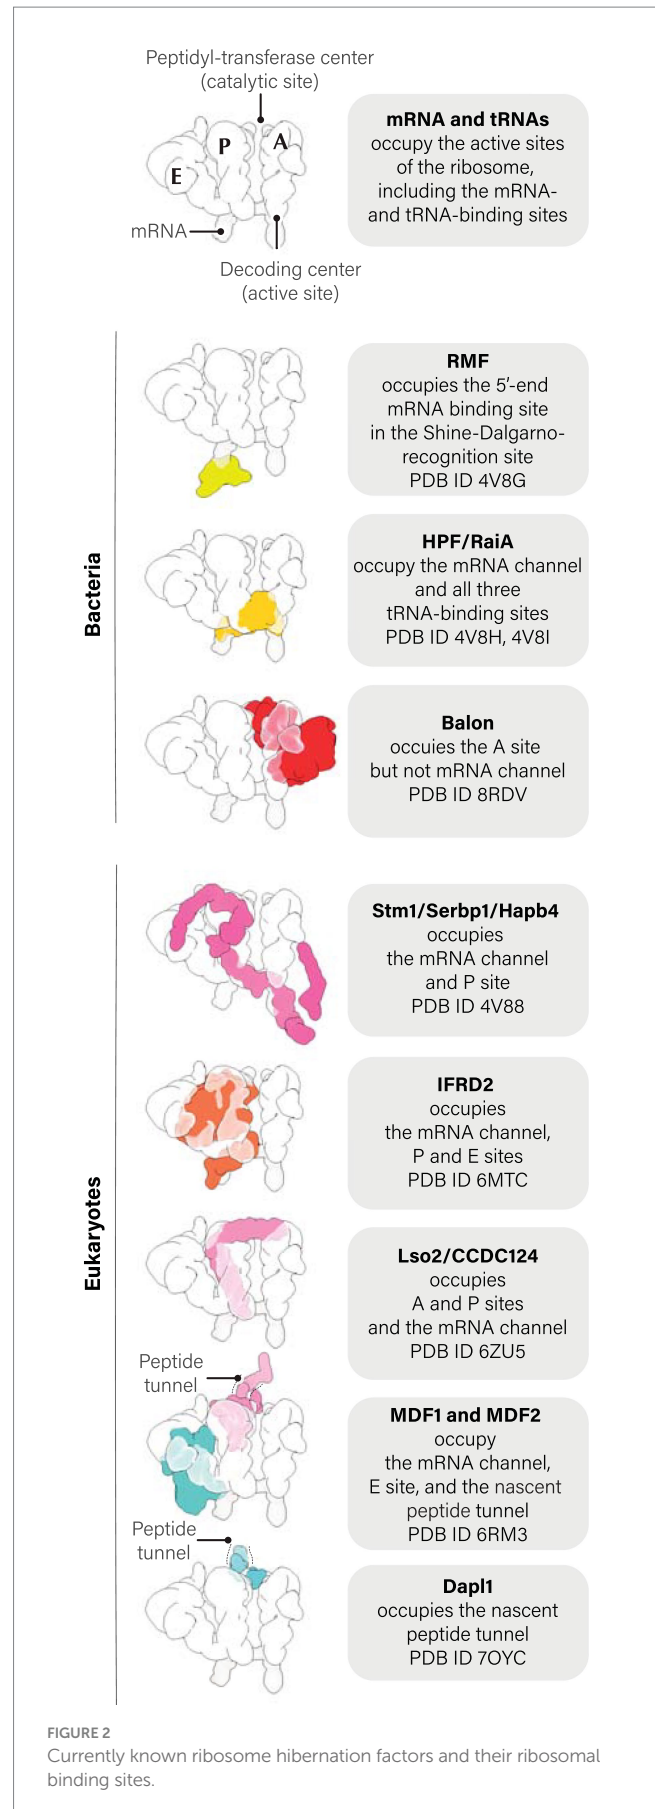 Peptidyl-transferase center
(catalytic site)
P
A
E
mRNA
Decoding center
(active site)
mRNA and tRNAs
occupy the active sites
of the ribosome,
including the mRNA-
and tRNA-binding sites
Bacteria
RMF
occupies the 5'-end
mRNA binding site
in the Shine-Dalgarno-
recognition site
PDB ID 4V8G
HPF/RaiA
occupy the mRNA channel
and all three
tRNA-binding sites
PDB ID 4V8H, 4V8I
Balon
occuies the A site
but not mRNA channel
PDB ID 8RDV
Eukaryotes
Stm1/Serbp1/Hapb4
occupies
the mRNA channel
and P site
PDB ID 4V88
IFRD2
occupies
the mRNA channel,
P and E sites
PDB ID 6MTC
Lso2/CCDC124
occupies
A and P sites
and the mRNA channel
PDB ID 6ZU5
Peptide
tunnel
MDF1 and MDF2
occupy
the mRNA channel,
E site, and the nascent
peptide tunnel
PDB ID 6RM3
Peptide
tunnel
Dapl1
occupies the nascent
peptide tunnel
PDB ID 7OYC
FIGURE 2
Currently known ribosome hibernation factors and their ribosomal
binding sites.